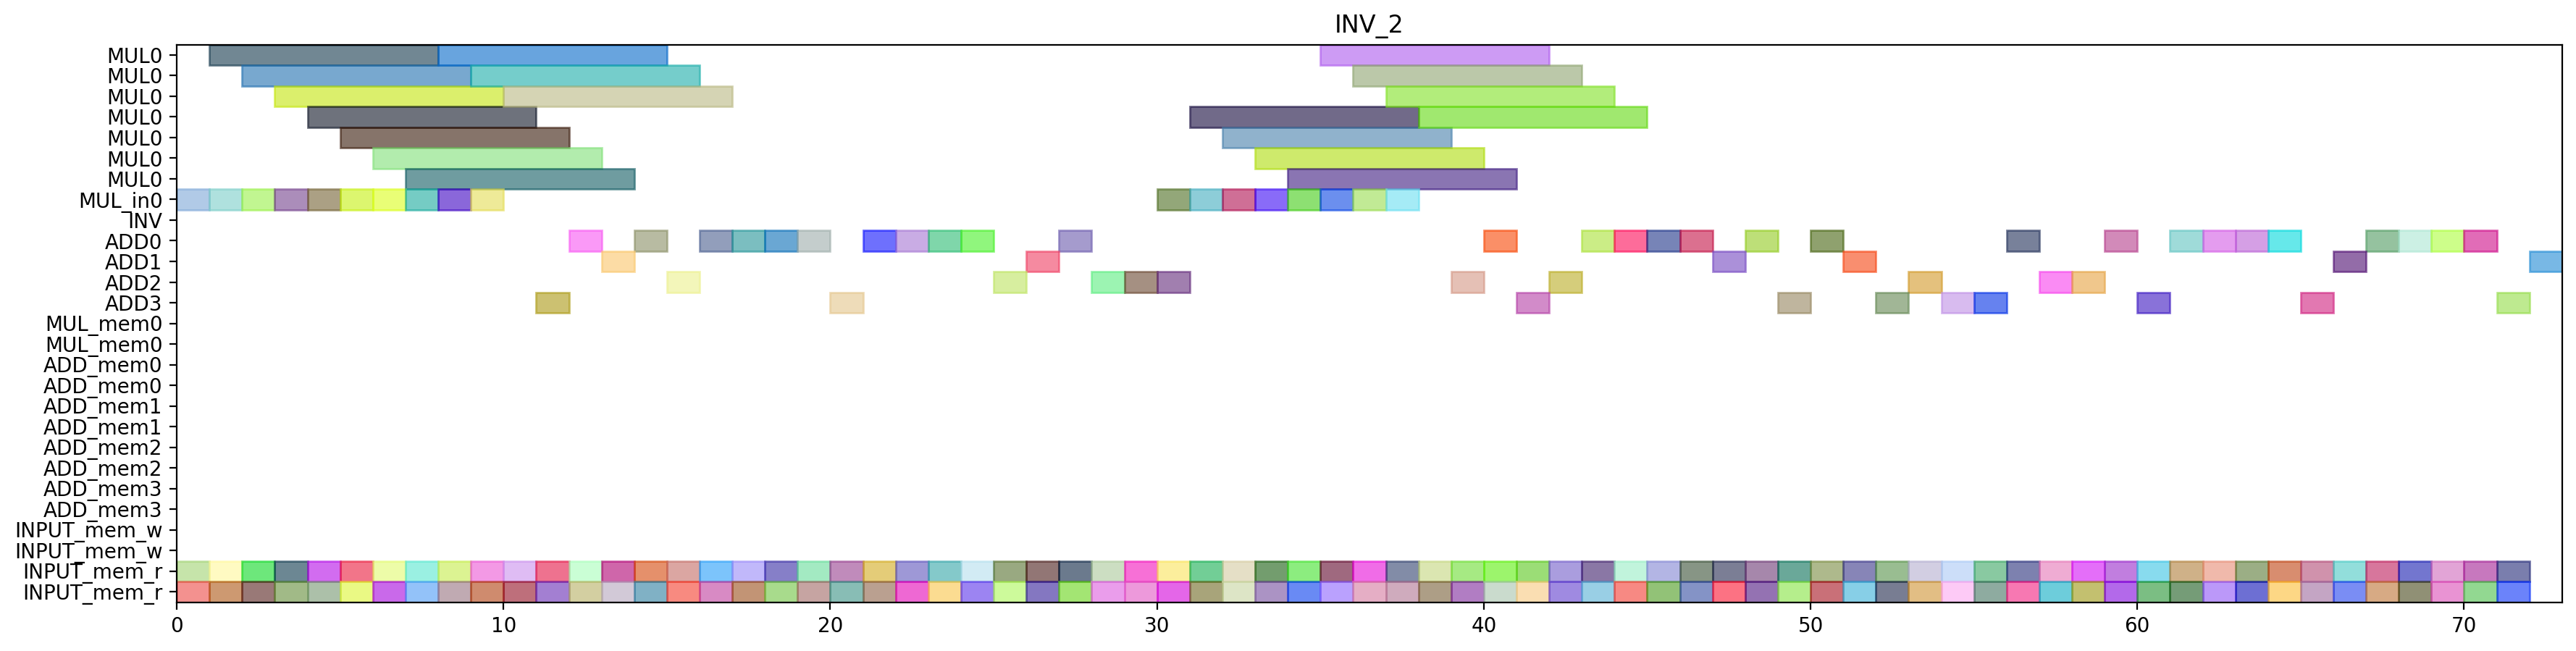 INV_2
MUL0
MUL0
MUL0
MUL0
MUL0
MUL0
MUL0
MUL_in0
INV
ADD0
ADD1
ADD2
ADD3
MUL_mem0
MUL_mem0
ADD_mem0
ADD_mem0
ADD_mem1
ADD_mem1
ADD_mem2
ADD_mem2
ADD_mem3
ADD_mem3
INPUT_mem_w
INPUT_mem_w
INPUT_mem_r
INPUT_mem_r
0 10 20 30 40 50 60 70